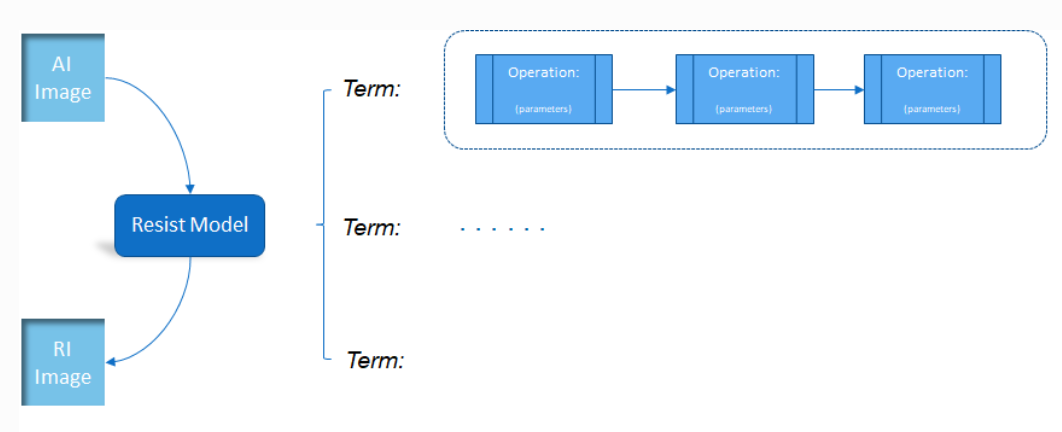 AI
Image
Term:
Operation:
(parameters)
Operation:
(parameters)
Operation:
(parameters)
Resist Model
Term:
. . . . . .
RI
Image
Term: